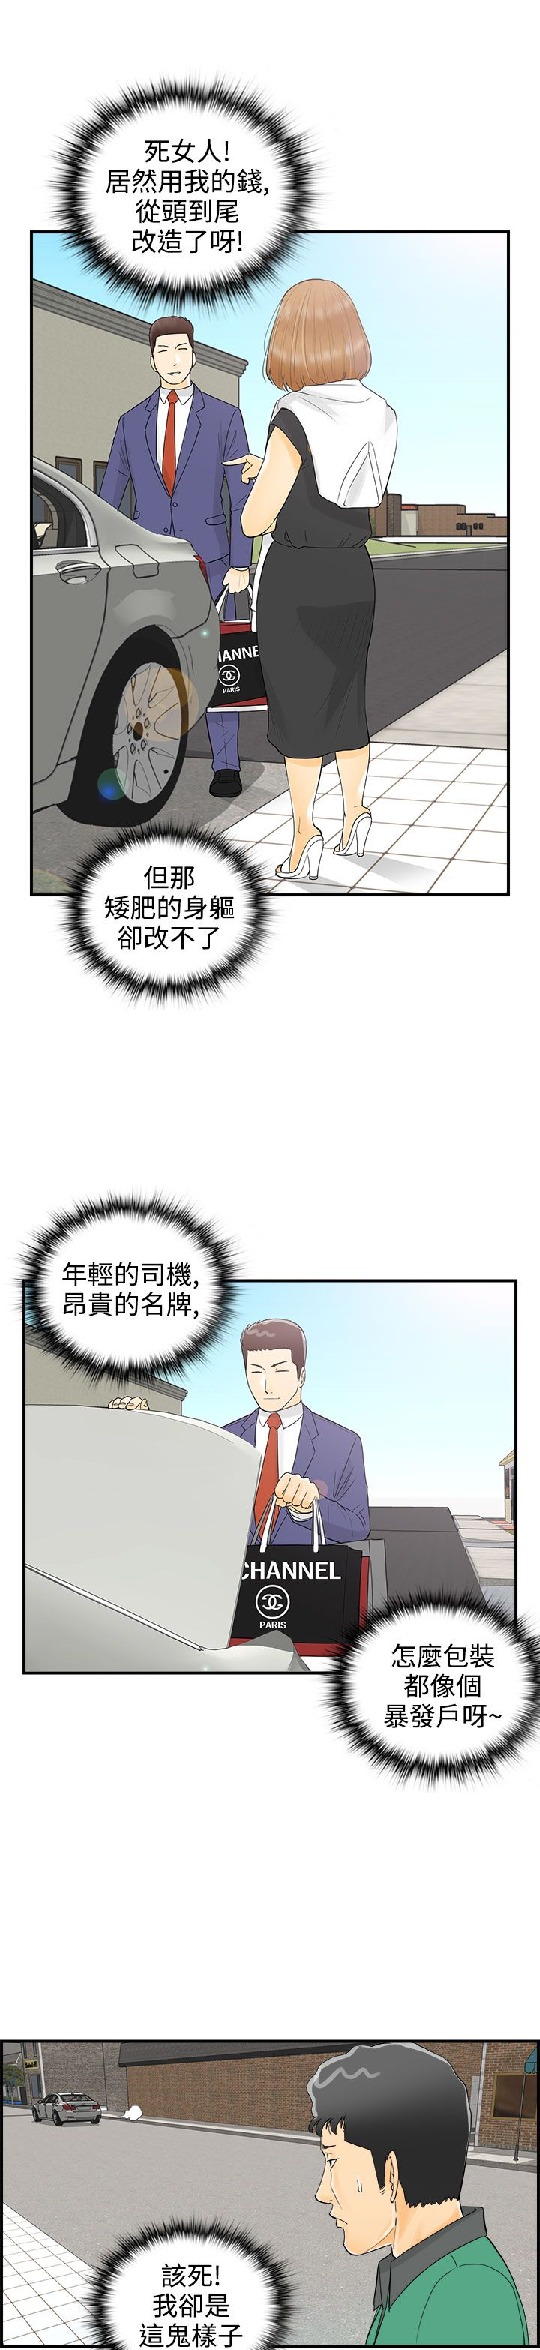 死女人!
居然用我的錢,
從頭到尾
改造了呀!
HANNE
PARIS
但那
矮肥的身軀
卻改不了
年輕的司機,
昂貴的名牌,
CHANNEL
PARIS
怎麼包裝
都像個
暴發戶呀~
該死!
我卻是
這鬼樣子